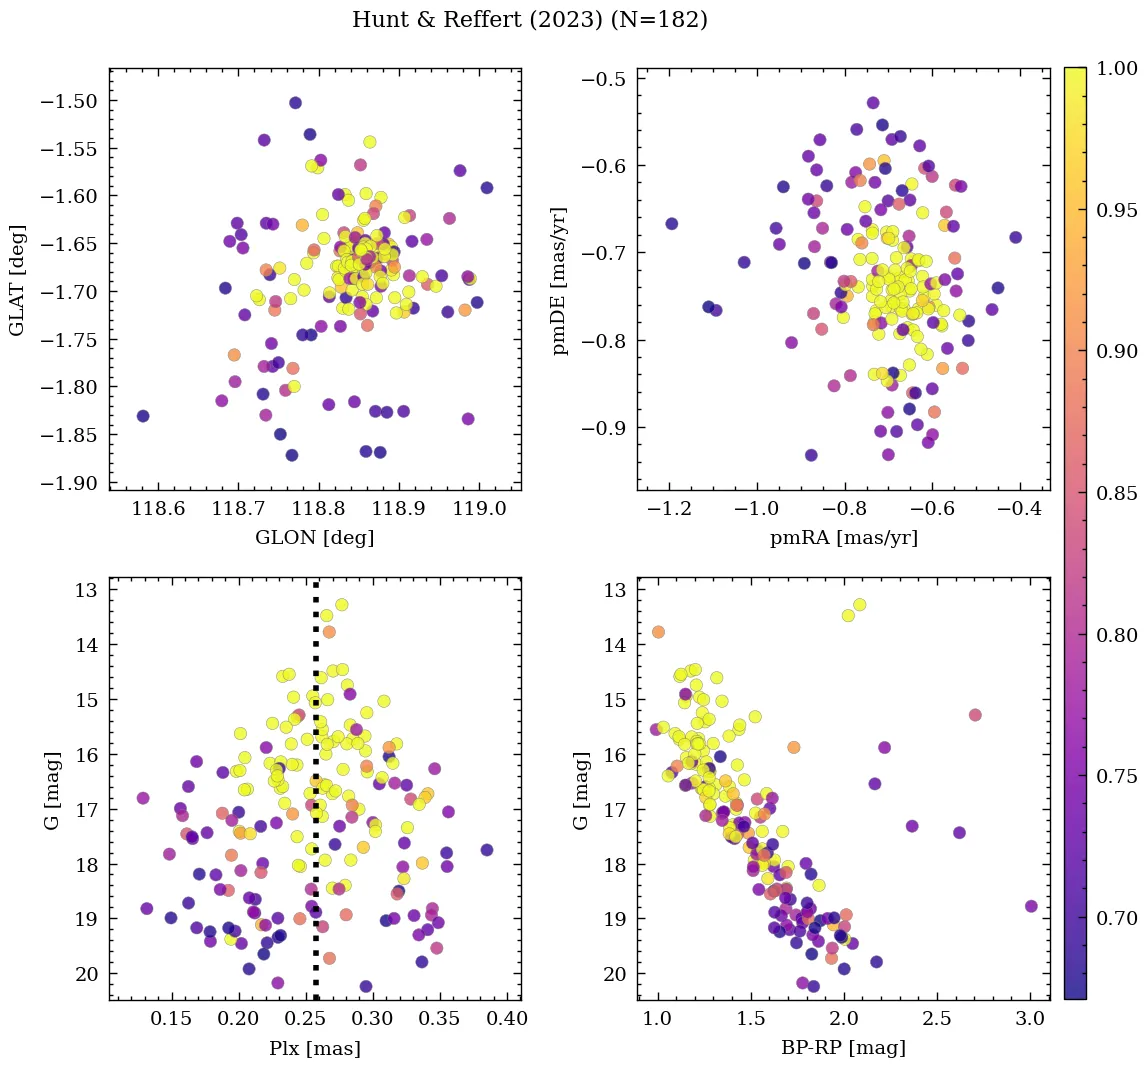 Hunt & Reffert (2023) (N=182)
−1.50
−1.55
−1.60
−1.65
−1.70
−1.75
−1.80
−1.85
−1.90
GLAT [deg]
118.6 118.7 118.8 118.9 119.0
GLON [deg]
−0.5
−0.6
−0.7
−0.8
−0.9
pmDE [mas/yr]
−1.2 −1.0 −0.8 −0.6 −0.4
pmRA [mas/yr]
13
14
15
16
17
18
19
20
G [mag]
0.15 0.20 0.25 0.30 0.35 0.40
Plx [mas]
13
14
15
16
17
18
19
20
G [mag]
1.0 1.5 2.0 2.5 3.0
BP-RP [mag]
1.00
0.95
0.90
0.85
0.80
0.75
0.70